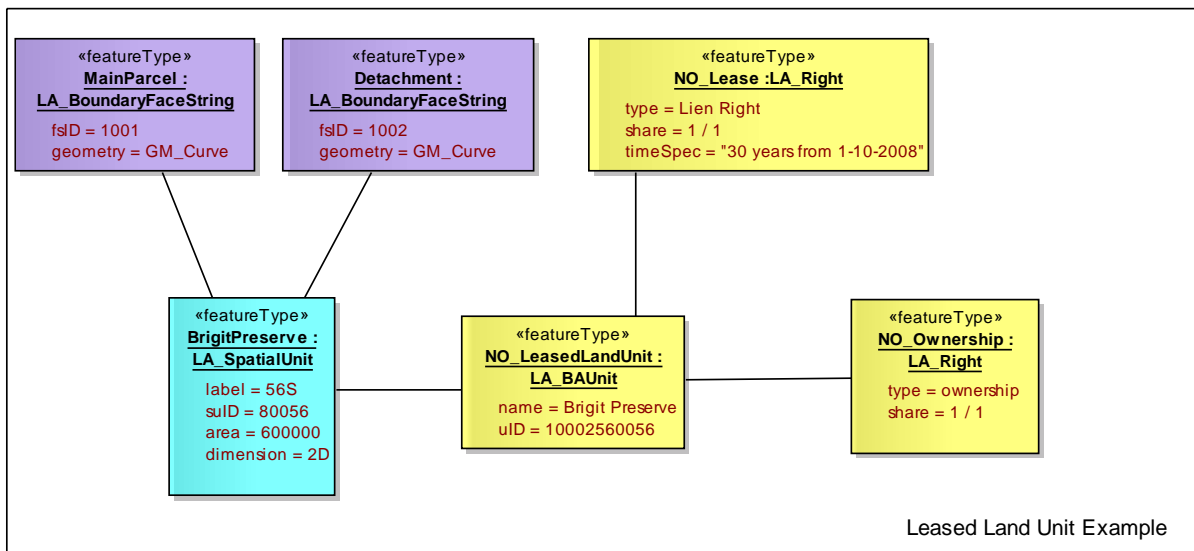 «featureType»
MainParcel :
LA_BoundaryFaceString
fsID = 1001
geometry = GM_Curve
«featureType»
Detachment :
LA_BoundaryFaceString
fsID = 1002
geometry = GM_Curve
«featureType»
NO_Lease :LA_Right
type = Lien Right
share = 1 / 1
timeSpec = "30 years from 1-10-2008"
«featureType»
BrigitPreserve :
LA_SpatialUnit
label = 56S
suID = 80056
area = 600000
dimension = 2D
«featureType»
NO_LeasedLandUnit :
LA_BAUnit
name = Brigit Preserve
uID = 10002560056
«featureType»
NO_Ownership :
LA_Right
type = ownership
share = 1 / 1
Leased Land Unit Example